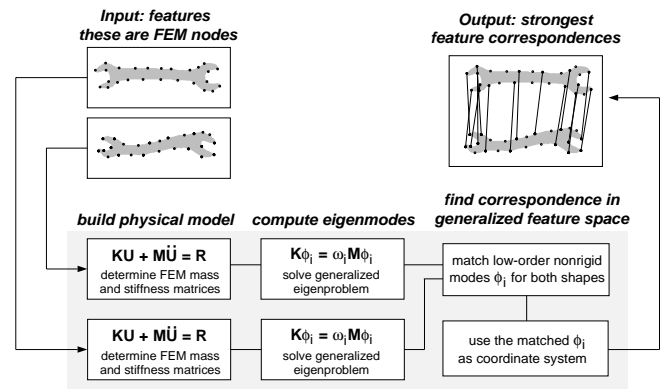 Input: features
these are FEM nodes
Output: strongest
feature correspondences
build physical model
compute eigenmodes
find correspondence in
generalized feature space
KU + MÜ = R
determine FEM mass
and stiffness matrices
Kϕᵢ = ωᵢMϕᵢ
solve generalized
eigenproblem
match low-order nonrigid
modes ϕᵢ for both shapes
KU + MÜ = R
determine FEM mass
and stiffness matrices
Kϕᵢ = ωᵢMϕᵢ
solve generalized
eigenproblem
use the matched ϕᵢ
as coordinate system